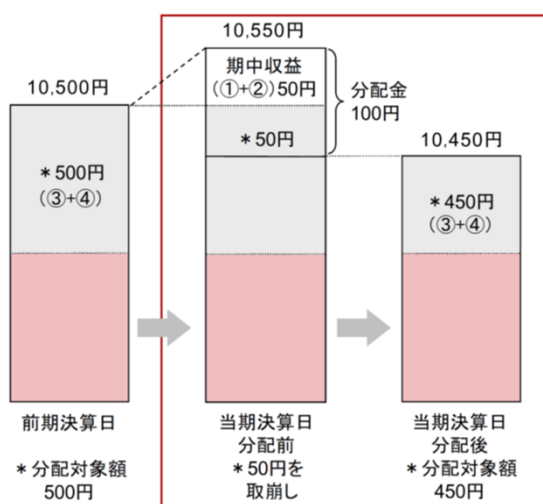 10,500円
＊500円
(③+④)
前期決算日
＊分配対象額
500円
10,550円
期中収益
(①+②)50円
＊50円
分配金
100円
当期決算日
分配前
＊50円を
取崩し
10,450円
＊450円
(③+④)
当期決算日
分配後
＊分配対象額
450円